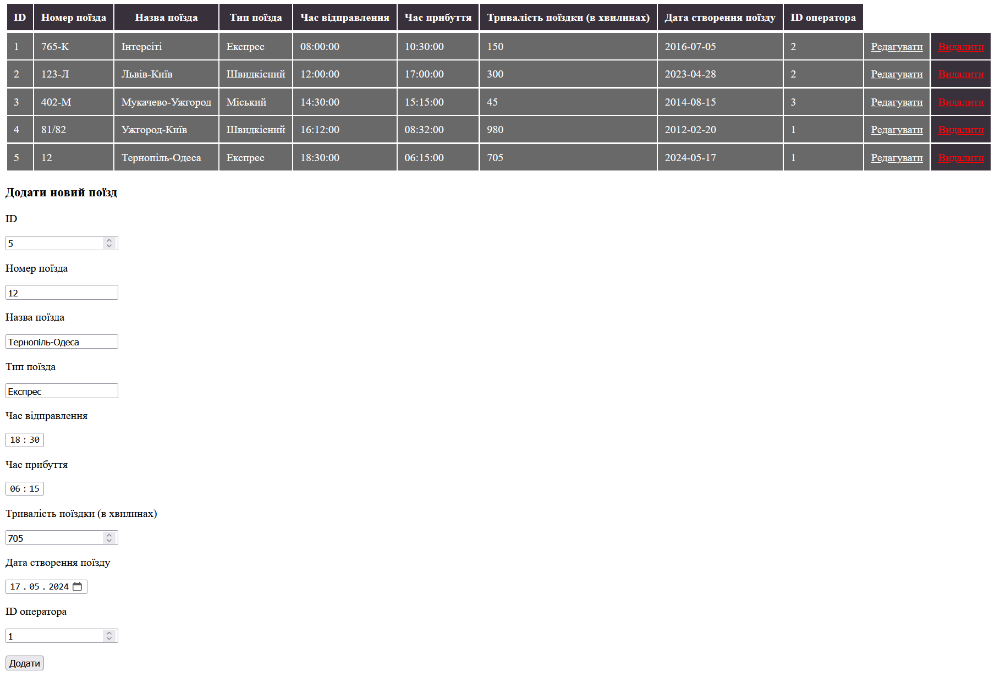 ID Номер поїзда Назва поїзда Тип поїзда Час відправлення Час прибуття Тривалість поїздки (в хвилинах) Дата створення поїзду ID оператора
1 765-К Інтерсіті Експрес 08:00:00 10:30:00 150 2016-07-05 2 Редагувати Видалити
2 123-Л Львів-Київ Швидкісний 12:00:00 17:00:00 300 2023-04-28 2 Редагувати Видалити
3 402-М Мукачево-Ужгород Міський 14:30:00 15:15:00 45 2014-08-15 3 Редагувати Видалити
4 81/82 Ужгород-Київ Швидкісний 16:12:00 08:32:00 980 2012-02-20 1 Редагувати Видалити
5 12 Тернопіль-Одеса Експрес 18:30:00 06:15:00 705 2024-05-17 1 Редагувати Видалити
Додати новий поїзд
ID
5
Номер поїзда
12
Назва поїзда
Тернопіль-Одеса
Тип поїзда
Експрес
Час відправлення
18:30
Час прибуття
06:15
Тривалість поїздки (в хвилинах)
705
Дата створення поїзду
17.05.2024
ID оператора
1
Додати